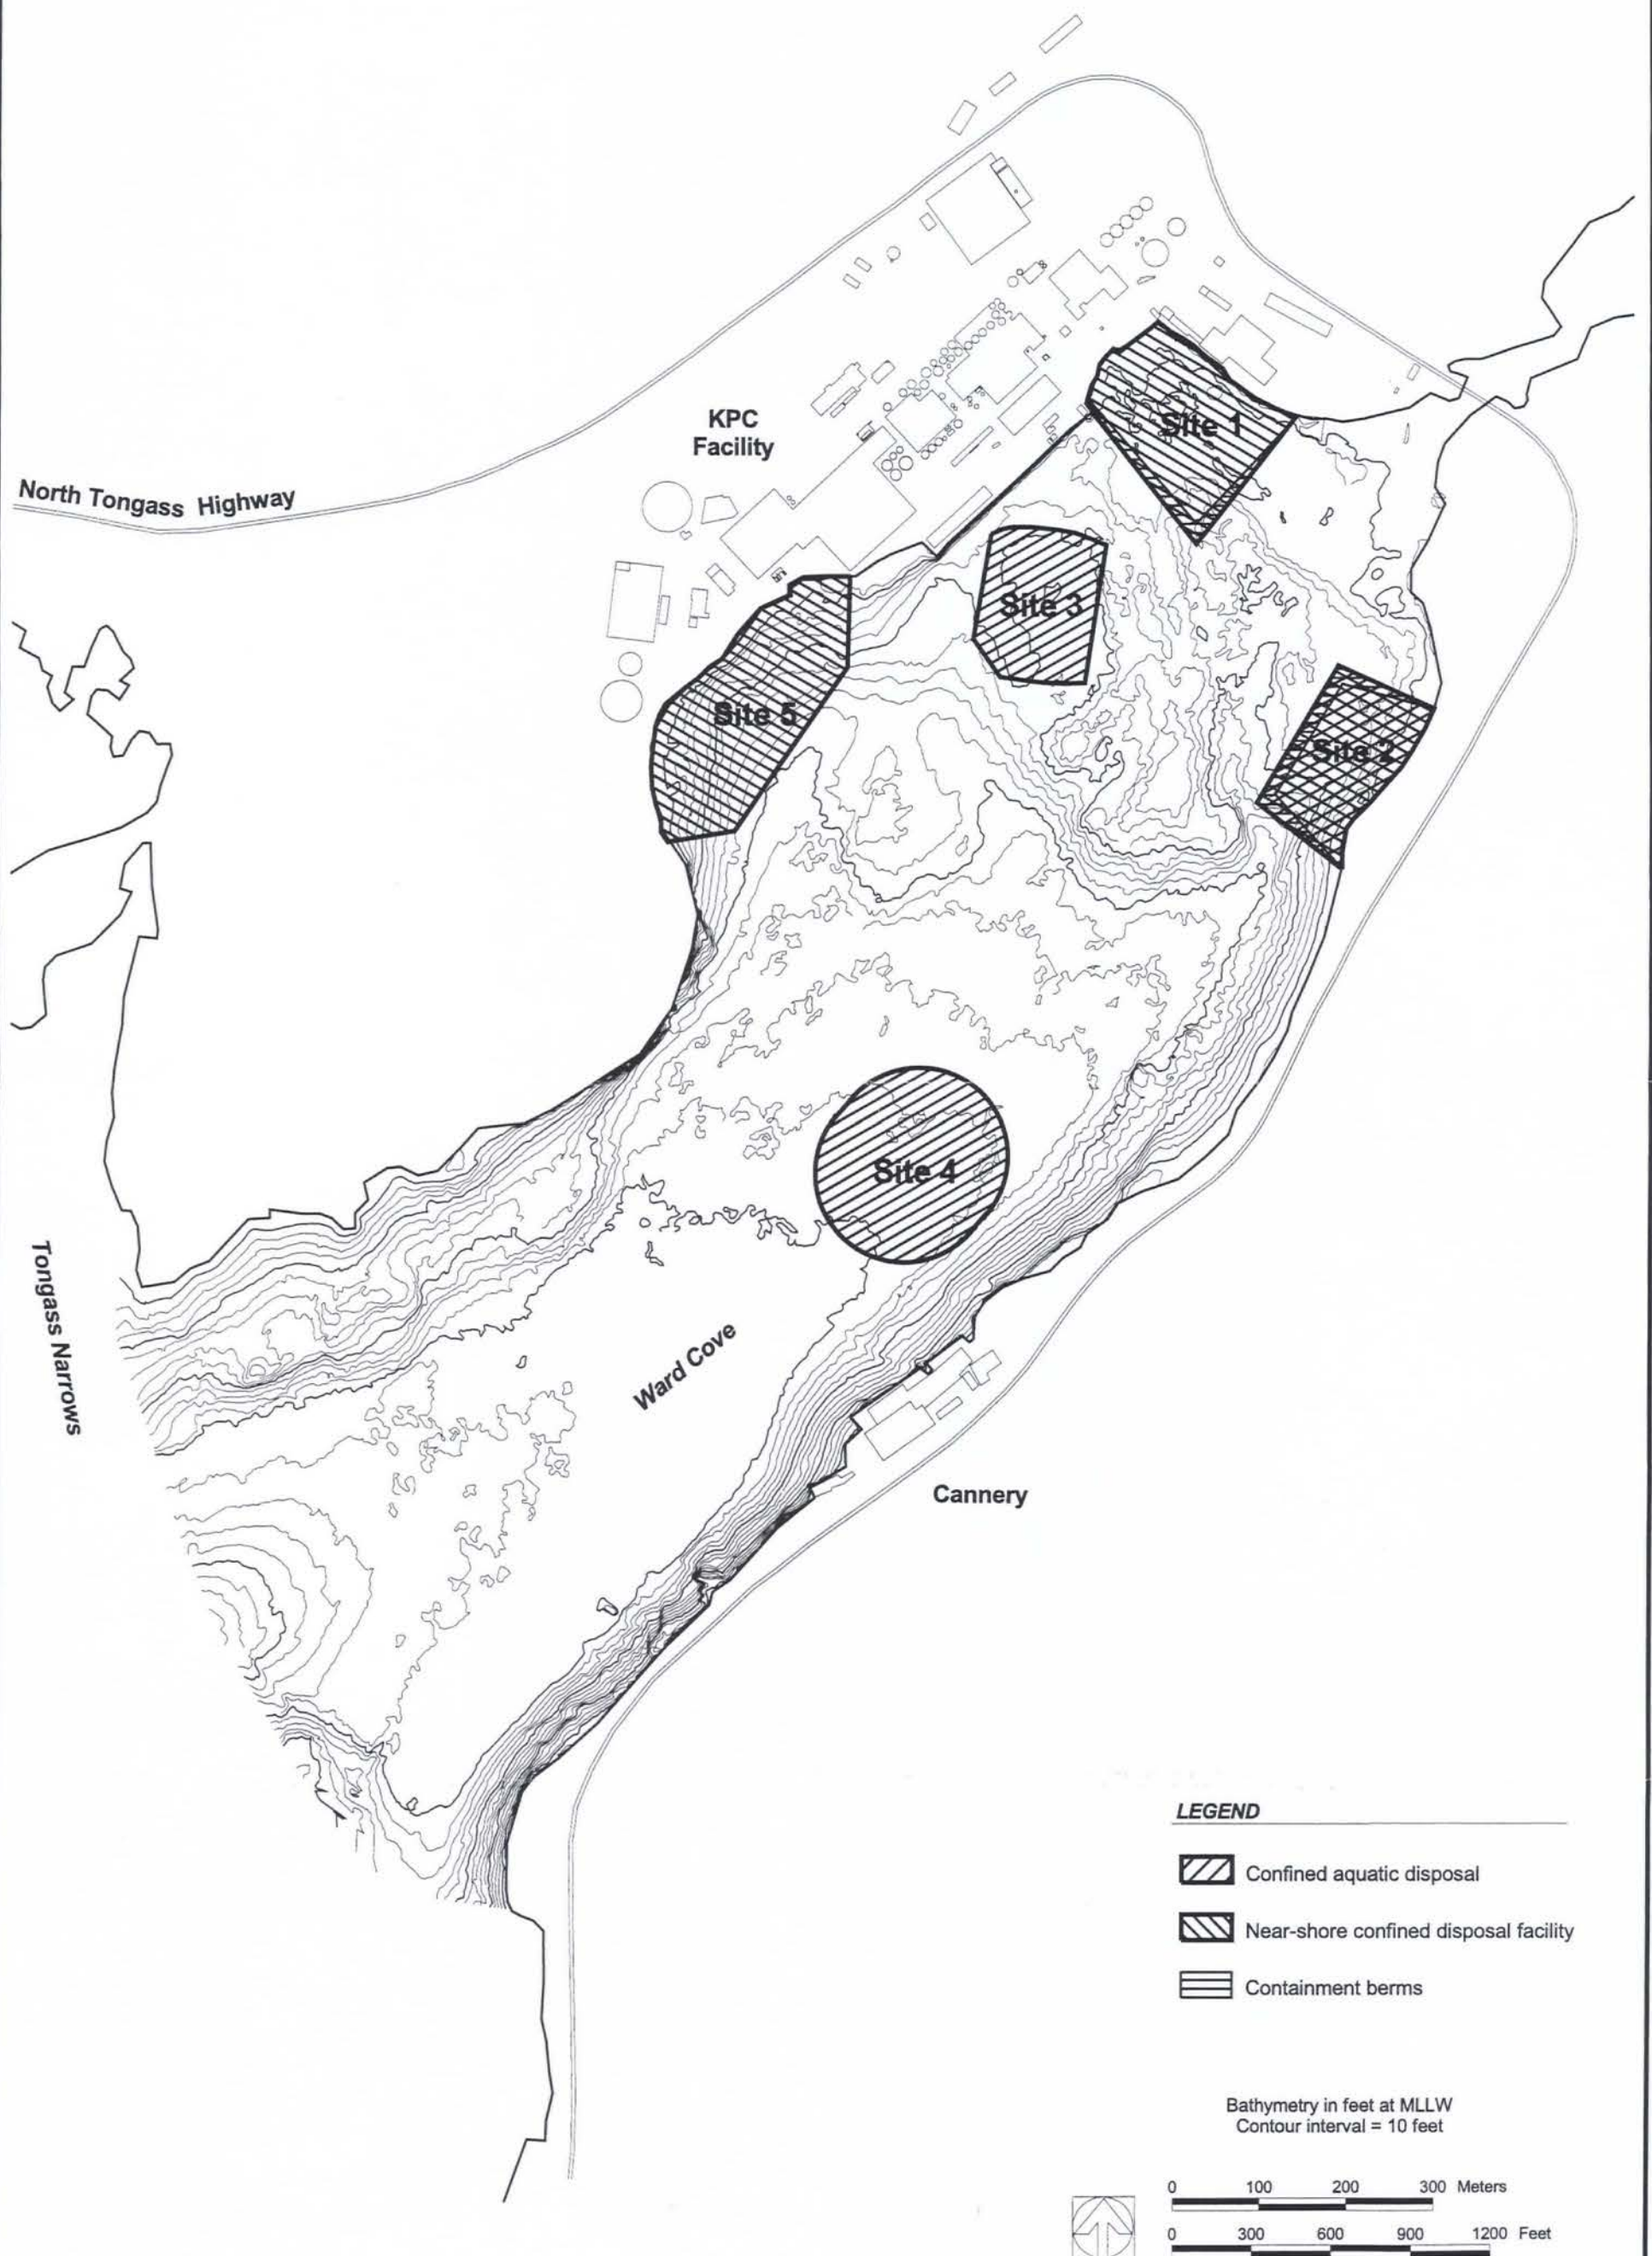 KPC
Facility
North Tongass Highway
Site 1
Site 3
Site 5
Site 2
Site 4
Tongass Narrows
Ward Cove
Cannery
LEGEND
Confined aquatic disposal
Near-shore confined disposal facility
Containment berms
Bathymetry in feet at MLLW
Contour interval = 10 feet
0 100 200 300 Meters
0 300 600 900 1200 Feet